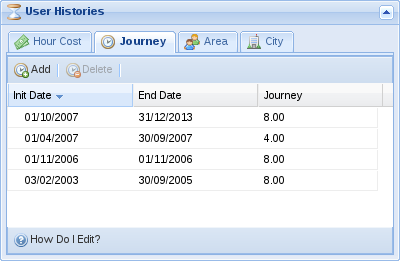 User Histories
Hour Cost Journey Area City
Add Delete
Init Date End Date Journey
01/10/2007 31/12/2013 8.00
01/04/2007 30/09/2007 4.00
01/11/2006 01/11/2006 8.00
03/02/2003 30/09/2005 8.00
How Do I Edit?